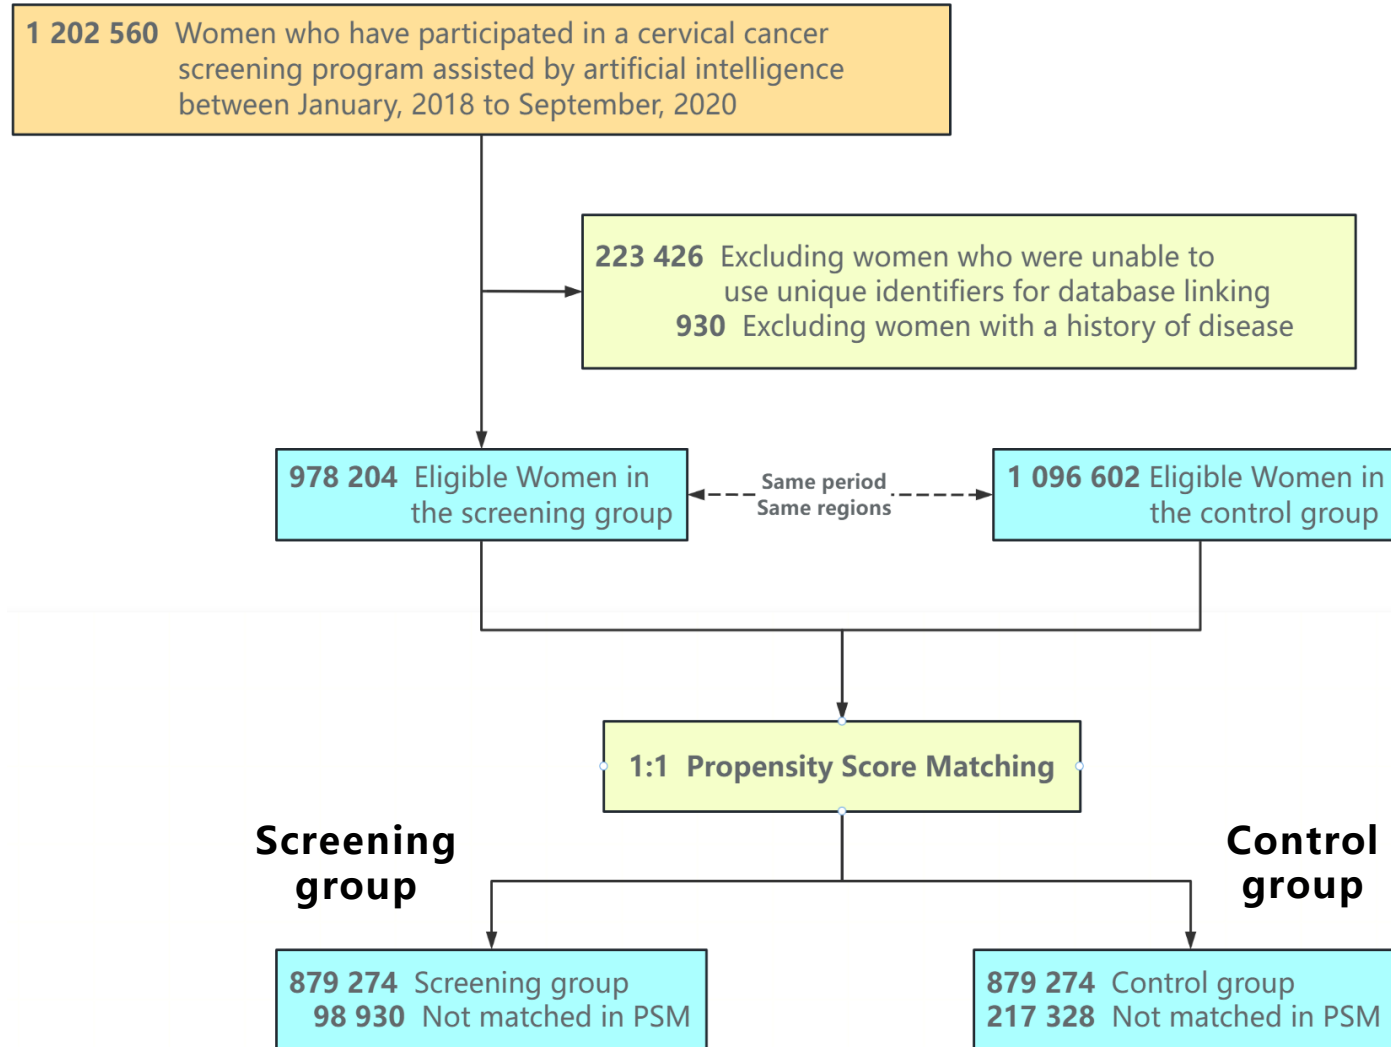 1 202 560 Women who have participated in a cervical cancer
screening program assisted by artificial intelligence
between January, 2018 to September, 2020
223 426 Excluding women who were unable to
use unique identifiers for database linking
930 Excluding women with a history of disease
978 204 Eligible Women in
the screening group
Same period
Same regions
1 096 602 Eligible Women in
the control group
1:1 Propensity Score Matching
Screening
group
Control
group
879 274 Screening group
98 930 Not matched in PSM
879 274 Control group
217 328 Not matched in PSM